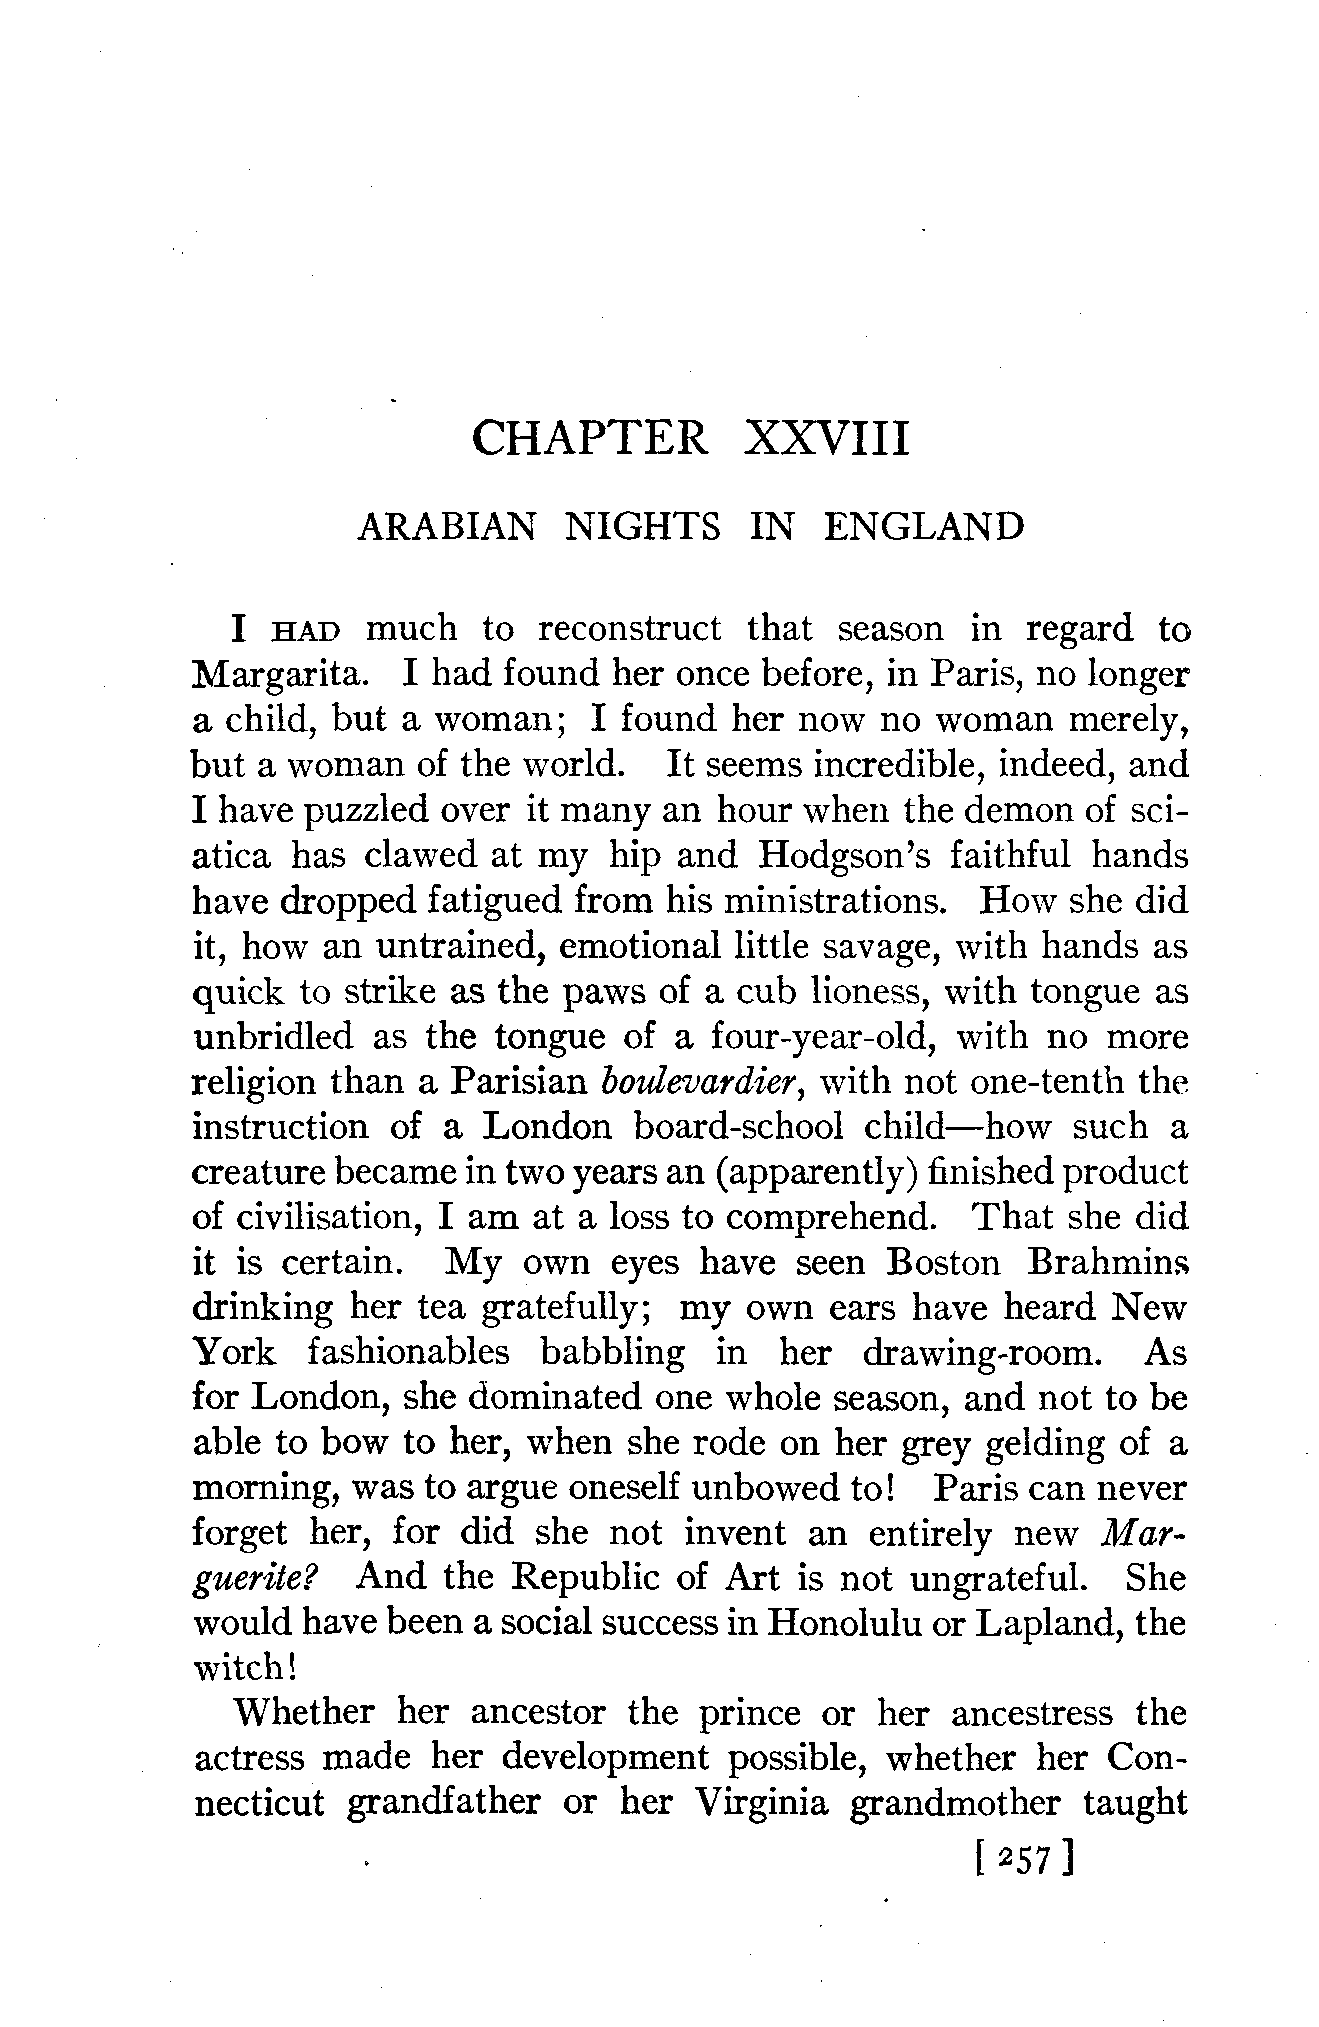 CHAPTER XXVIII
ARABIAN NIGHTS IN ENGLAND
I HAD much to reconstruct that season in regard to
Margarita. I had found her once before, in Paris, no longer
a child, but a woman; I found her now no woman merely,
but a woman of the world. It seems incredible, indeed, and
I have puzzled over it many an hour when the demon of sci-
atica has clawed at my hip and Hodgson's faithful hands
have dropped fatigued from his ministrations. How she did
it, how an untrained, emotional little savage, with hands as
quick to strike as the paws of a cub lioness, with tongue as
unbridled as the tongue of a four-year-old, with no more
religion than a Parisian boulevardier, with not one-tenth the
instruction of a London board-school child—how such a
creature became in two years an (apparently) finished product
of civilisation, I am at a loss to comprehend. That she did
it is certain. My own eyes have seen Boston Brahmins
drinking her tea gratefully; my own ears have heard New
York fashionables babbling in her drawing-room. As
for London, she dominated one whole season, and not to be
able to bow to her, when she rode on her grey gelding of a
morning, was to argue oneself unbowed to! Paris can never
forget her, for did she not invent an entirely new Mar-
guerite? And the Republic of Art is not ungrateful. She
would have been a social success in Honolulu or Lapland, the
witch!
Whether her ancestor the prince or her ancestress the
actress made her development possible, whether her Con-
necticut grandfather or her Virginia grandmother taught
[ 257 ]